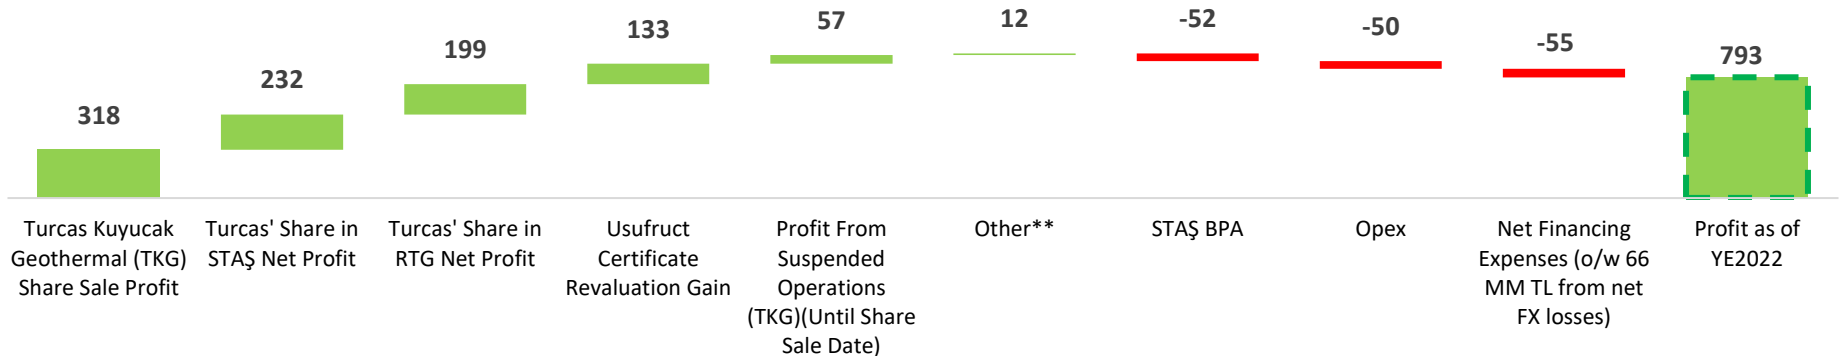 318
232
199
133
57
12
-52
-50
-55
793
Turcas Kuyucak
Geothermal (TKG)
Share Sale Profit
Turcas' Share in
STAŞ Net Profit
Turcas' Share in
RTG Net Profit
Usufruct
Certificate
Revaluation Gain
Profit From
Suspended
Operations
(TKG)(Until Share
Sale Date)
Other**
STAŞ BPA
Opex
Net Financing
Expenses (o/w 66
MM TL from net
FX losses)
Profit as of
YE2022